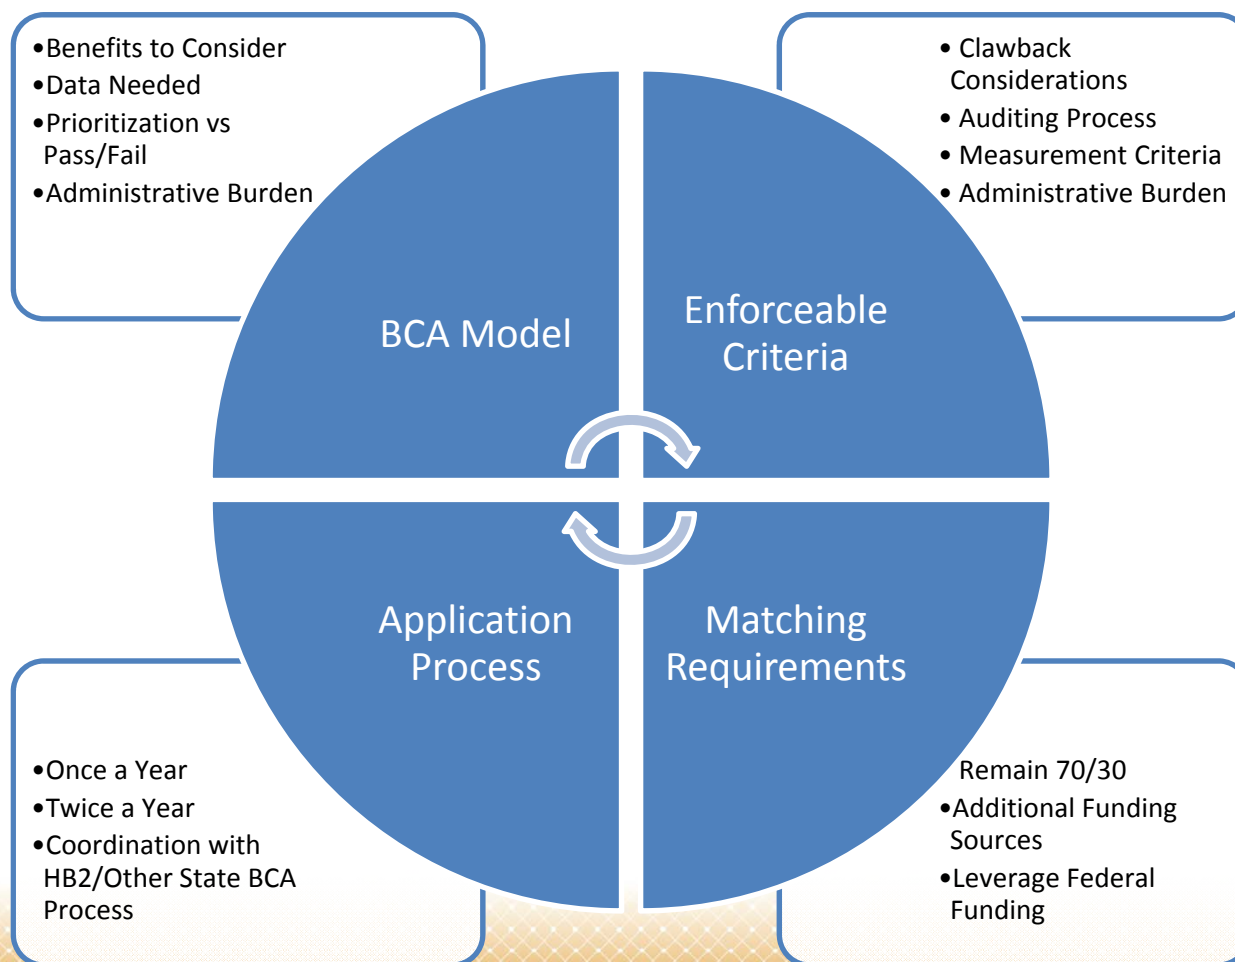 •Benefits to Consider
•Data Needed
•Prioritization vs
Pass/Fail
•Administrative Burden
• Clawback
Considerations
• Auditing Process
• Measurement Criteria
• Administrative Burden
BCA Model
Enforceable
Criteria
Application
Process
Matching
Requirements
•Once a Year
•Twice a Year
•Coordination with
HB2/Other State BCA
Process
Remain 70/30
•Additional Funding
Sources
•Leverage Federal
Funding